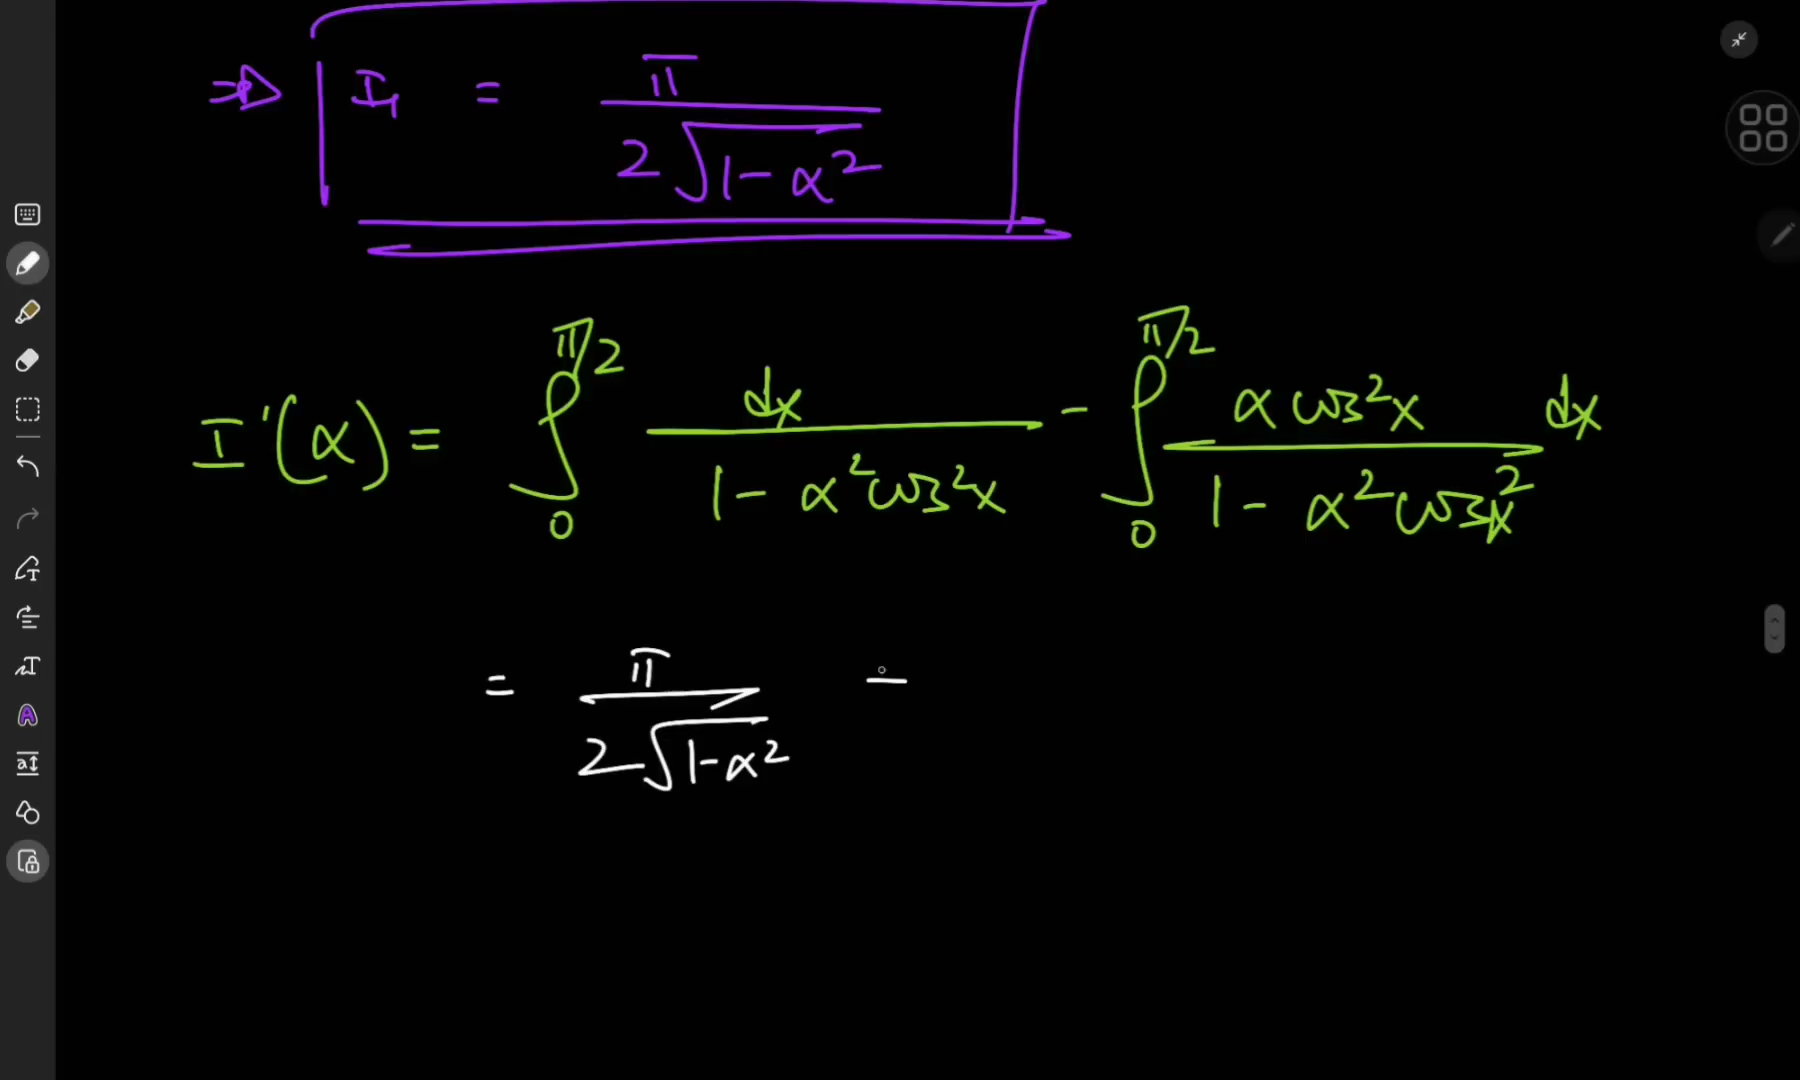 ⇒ I₁ = π / (2√(1-α²))
I'(α) = ∫₀^(π/2) dx / (1 - α²cos²x) - ∫₀^(π/2) (α cos²x) / (1 - α²cos²x) dx
= π / (2√(1-α²)) -